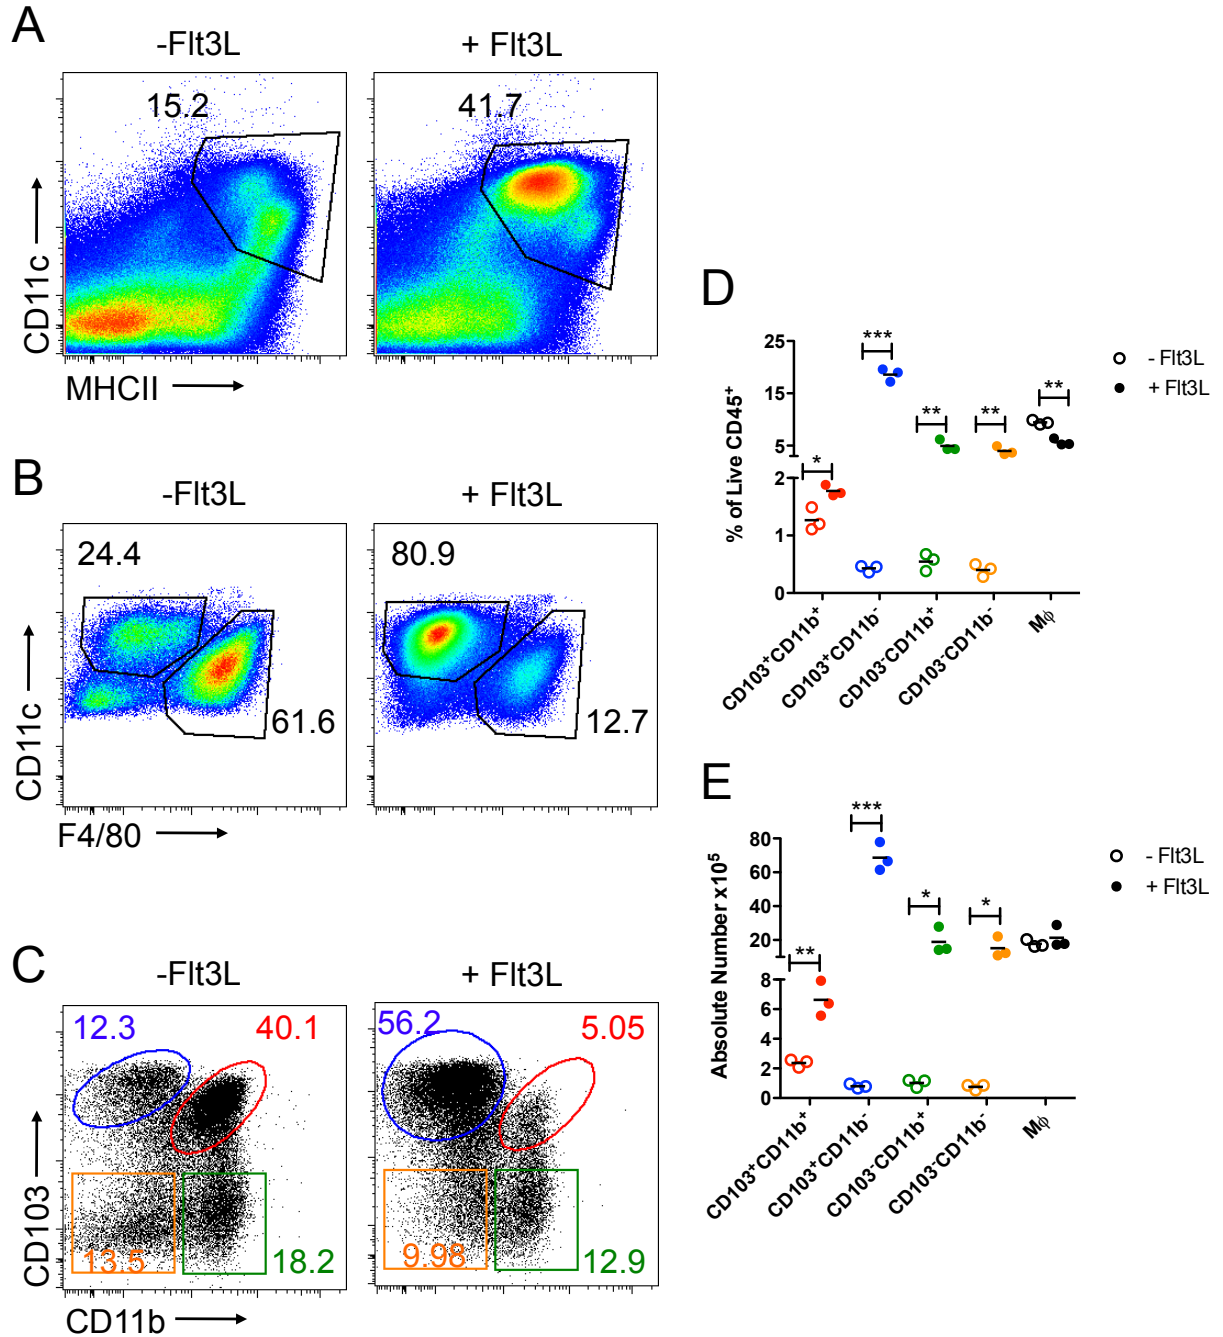 A
-Flt3L
+ Flt3L
15.2
41.7
CD11c
MHCII
B
-Flt3L
+ Flt3L
24.4
80.9
61.6
12.7
CD11c
F4/80
C
-Flt3L
+ Flt3L
12.3
40.1
56.2
5.05
13.5
18.2
9.98
12.9
CD103
CD11b
D
25
15
5
2
1
0
% of Live CD45⁺
*
***
**
**
**
- Flt3L
+ Flt3L
CD103⁺CD11b⁺
CD103⁺CD11b⁻
CD103⁻CD11b⁺
CD103⁻CD11b⁻
Mφ
E
80
60
40
20
8
6
4
2
0
Absolute Number x10⁵
**
***
*
*
- Flt3L
+ Flt3L
CD103⁺CD11b⁺
CD103⁺CD11b⁻
CD103⁻CD11b⁺
CD103⁻CD11b⁻
Mφ